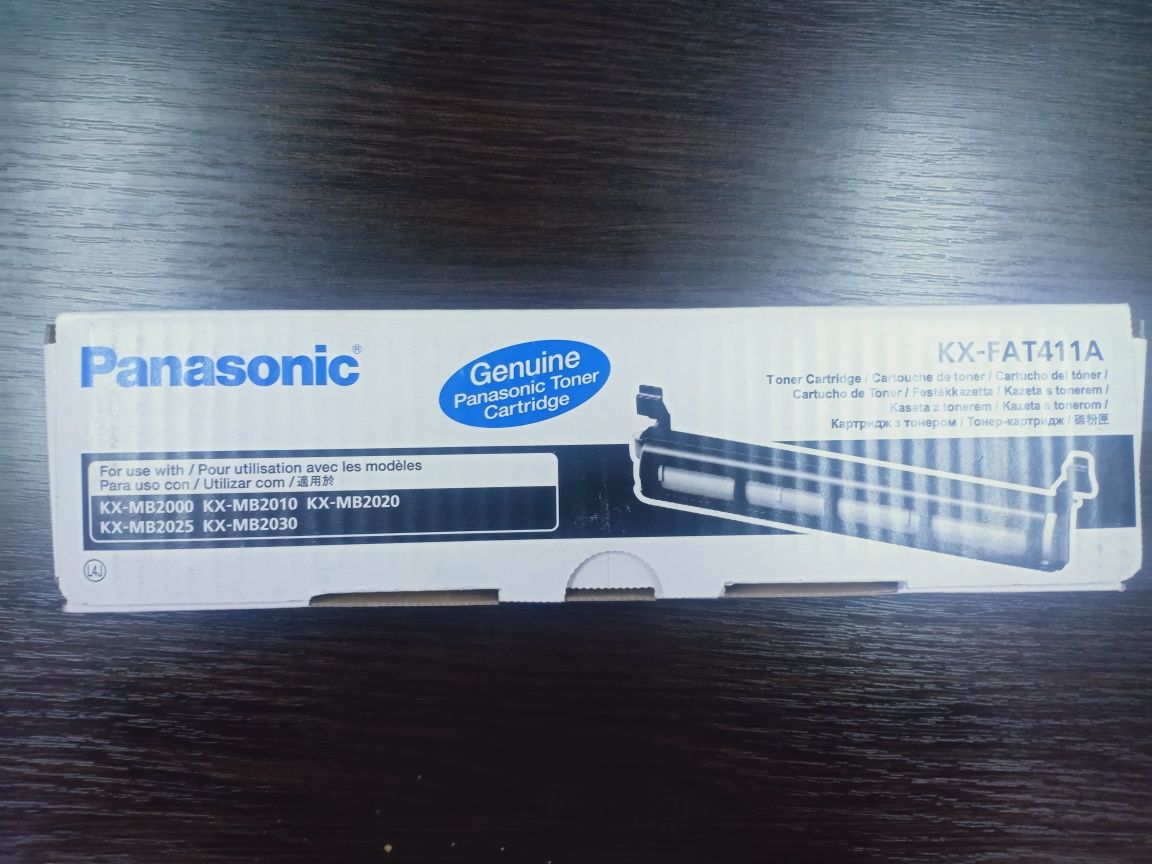 Panasonic®
Genuine
Panasonic Toner
Cartridge
KX-FAT411A
Toner Cartridge / Cartouche de toner / Cartucho del tóner /
Cartucho de Toner / Festékkazetta / Kazeta s tonerem /
Kaseta z tonerem / Kazeta s tonerom /
Картридж з тонером / Тонер-картридж / 碳粉匣
For use with / Pour utilisation avec les modèles
Para uso con / Utilizar com / 適用於
KX-MB2000 KX-MB2010 KX-MB2020
KX-MB2025 KX-MB2030
L4J